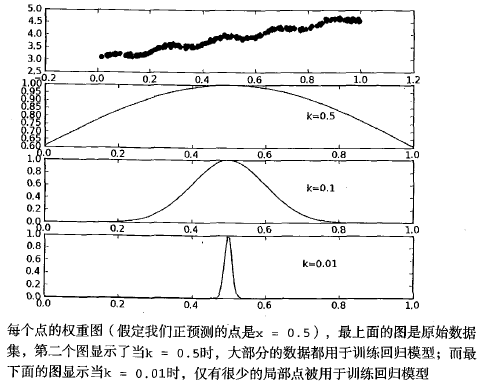 5.0
4.5
4.0
3.5
3.0
2.5
0.2 0.0 0.2 0.4 0.6 0.8 1.0 1.2
1.00
0.95
0.90
0.85
0.80
0.75
0.70
0.65
0.60
k=0.5
0.0 0.2 0.4 0.6 0.8 1.0
1.0
0.8
0.6
0.4
0.2
0.0
k=0.1
0.0 0.2 0.4 0.6 0.8 1.0
1.0
0.8
0.6
0.4
0.2
0.0
k=0.01
0.0 0.2 0.4 0.6 0.8 1.0
每个点的权重图（假定我们正预测的点是x = 0.5），最上面的图是原始数据
集，第二个图显示了当k = 0.5时，大部分的数据都用于训练回归模型；而最
下面的图显示当k = 0.01时，仅有很少的局部点被用于训练回归模型